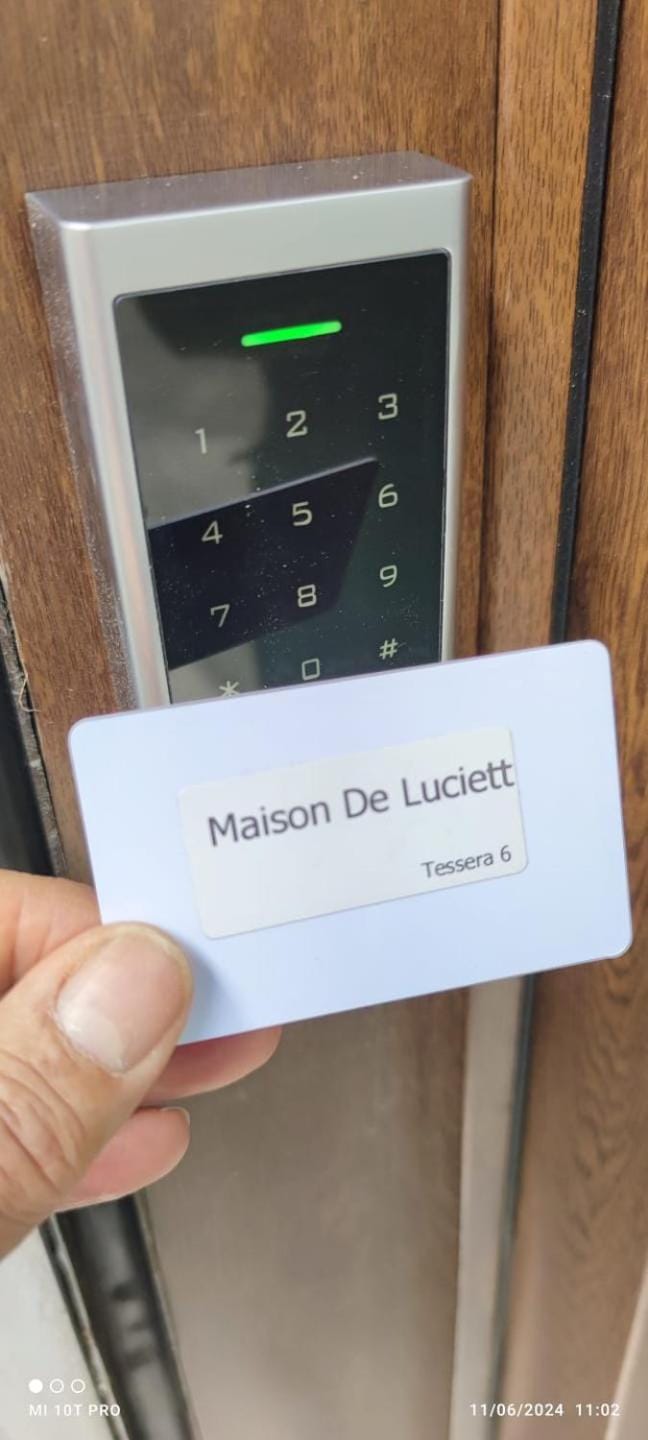 1 2 3
4 5 6
7 8 9
* 0 #
Maison De Luciett
Tessera 6
MI 10T PRO
11/06/2024 11:02